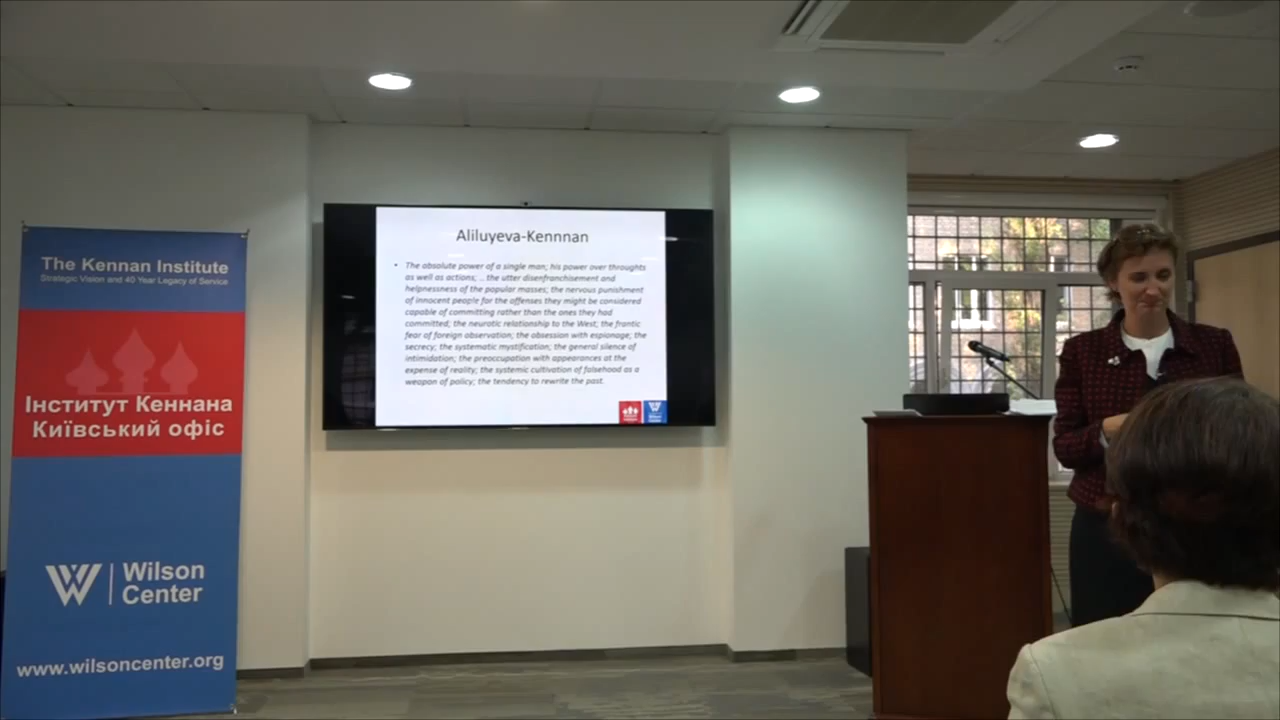 The Kennan Institute
Strategic Vision and 40 Year Legacy of Service
Інститут Кеннана
Київський офіс
W
Wilson
Center
www.wilsoncenter.org
Aliluyeva-Kennnan
• The absolute power of a single man; his power over throughts
as well as actions; .. the utter disenfranchisement and
helpnessness of the popular masses; the nervous punishment
of innocent people for the offenses they might be considered
capable of committing rather than the ones they had
committed; the neurotic relationship to the West; the frantic
fear of foreign observation; the obsession with espionage; the
secrecy; the systematic mystification; the general silence of
intimidation; the preoccupation with appearances at the
expense of reality; the systemic cultivation of falsehood as a
weapon of policy; the tendency to rewrite the past.
W